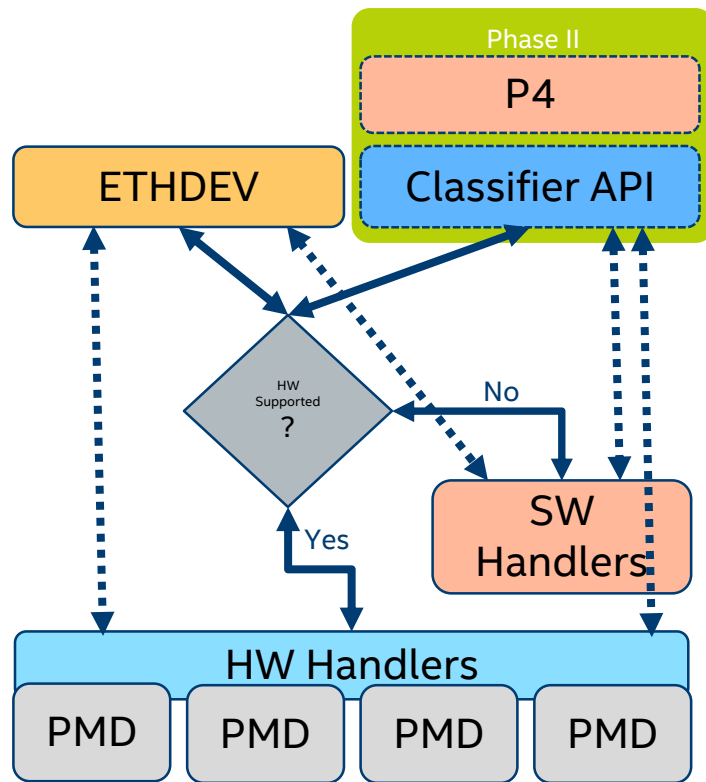 Phase II
P4
ETHDEV
Classifier API
HW
Supported
?
No
Yes
SW
Handlers
HW Handlers
PMD
PMD
PMD
PMD